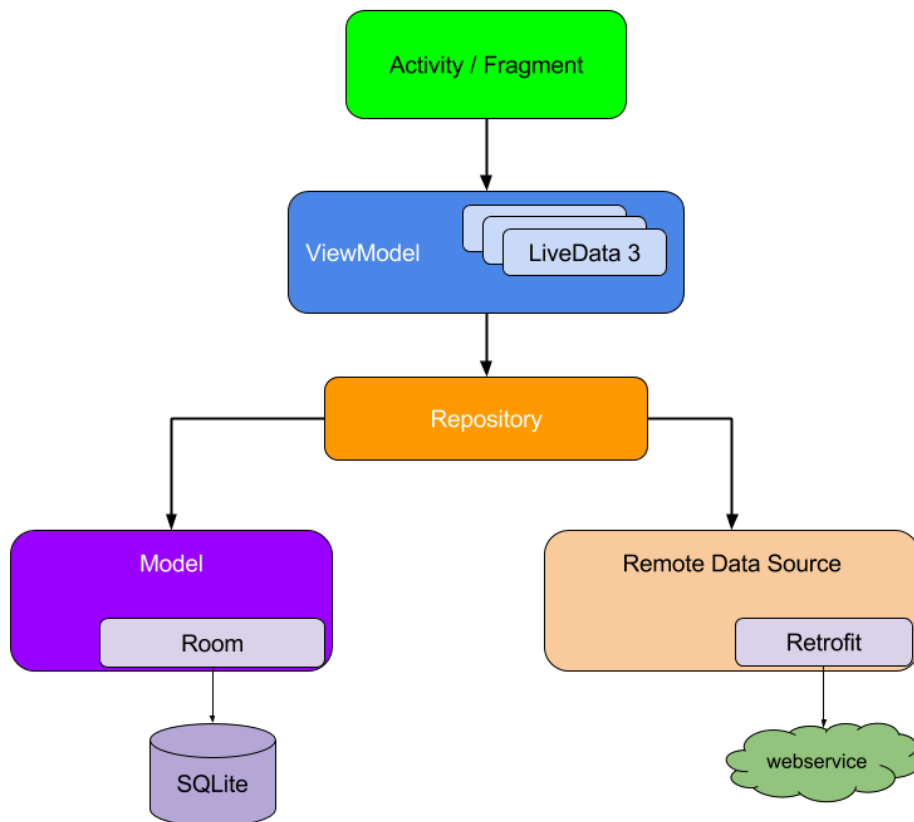 Activity / Fragment
ViewModel
LiveData 3
Repository
Model
Room
SQLite
Remote Data Source
Retrofit
webservice